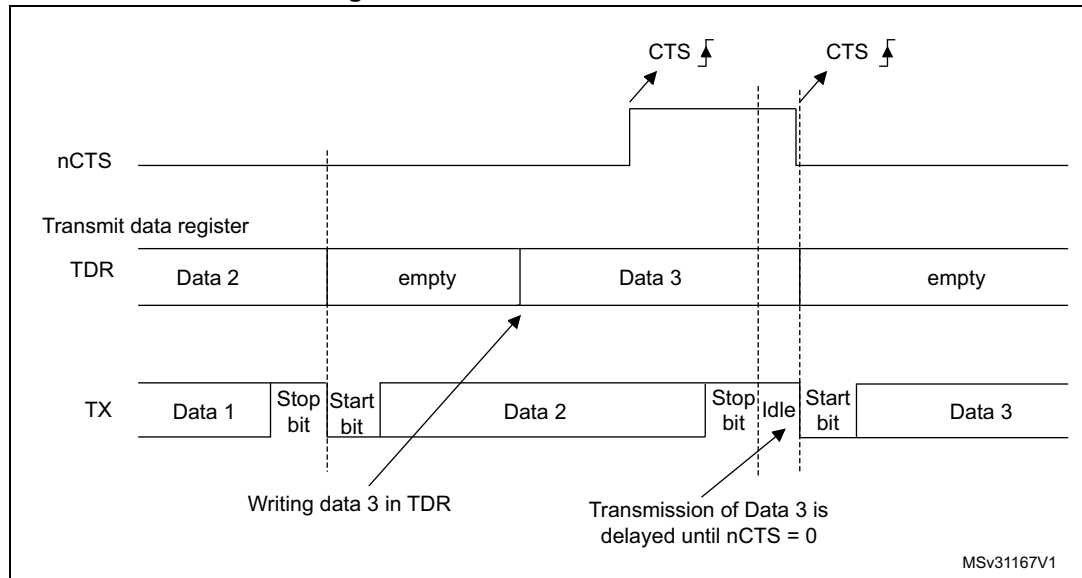 CTS
CTS
nCTS
Transmit data register
TDR
Data 2
empty
Data 3
empty
TX
Data 1
Stop
bit
Start
bit
Data 2
Stop
bit
Idle
Start
bit
Data 3
Writing data 3 in TDR
Transmission of Data 3 is
delayed until nCTS = 0
MSv31167V1